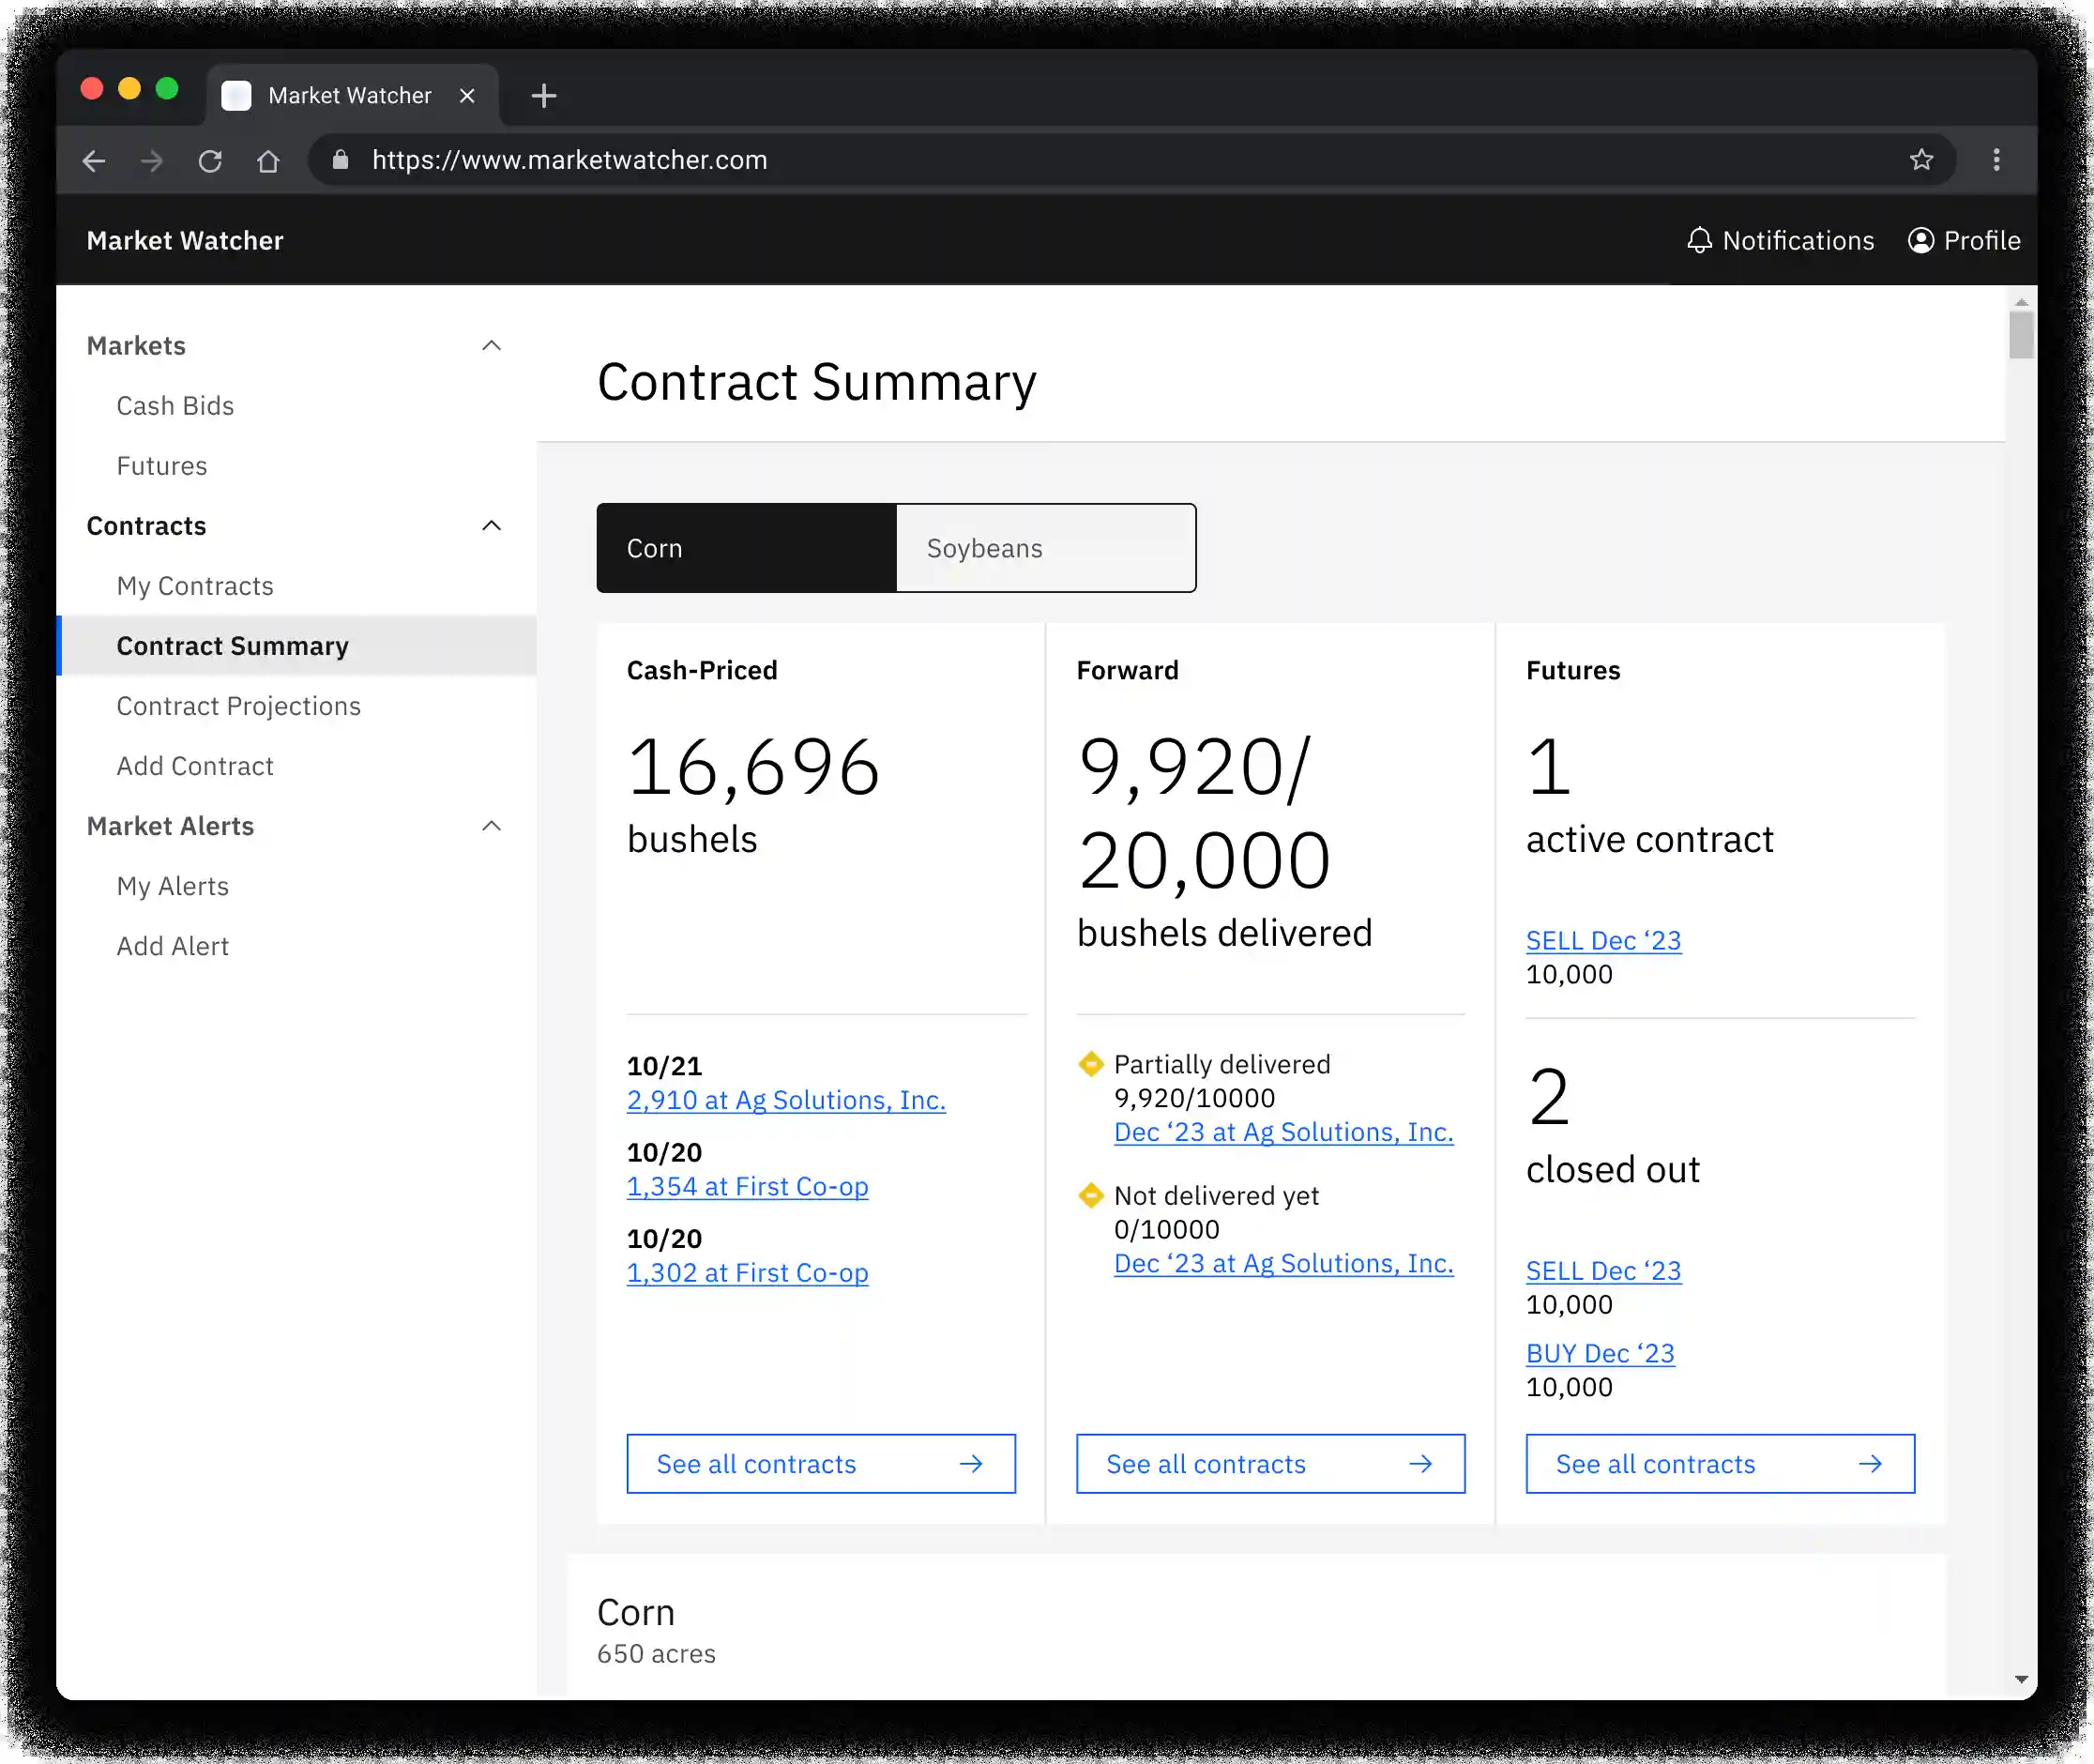 Market Watcher
https://www.marketwatcher.com
Market Watcher
Notifications
Profile
Markets
Cash Bids
Futures
Contracts
My Contracts
Contract Summary
Contract Projections
Add Contract
Market Alerts
My Alerts
Add Alert
Contract Summary
Corn
Soybeans
Cash-Priced
16,696
bushels
10/21
2,910 at Ag Solutions, Inc.
10/20
1,354 at First Co-op
10/20
1,302 at First Co-op
See all contracts
Forward
9,920/
20,000
bushels delivered
Partially delivered
9,920/10000
Dec ‘23 at Ag Solutions, Inc.
Not delivered yet
0/10000
Dec ‘23 at Ag Solutions, Inc.
See all contracts
Futures
1
active contract
SELL Dec ‘23
10,000
2
closed out
SELL Dec ‘23
10,000
BUY Dec ‘23
10,000
See all contracts
Corn
650 acres